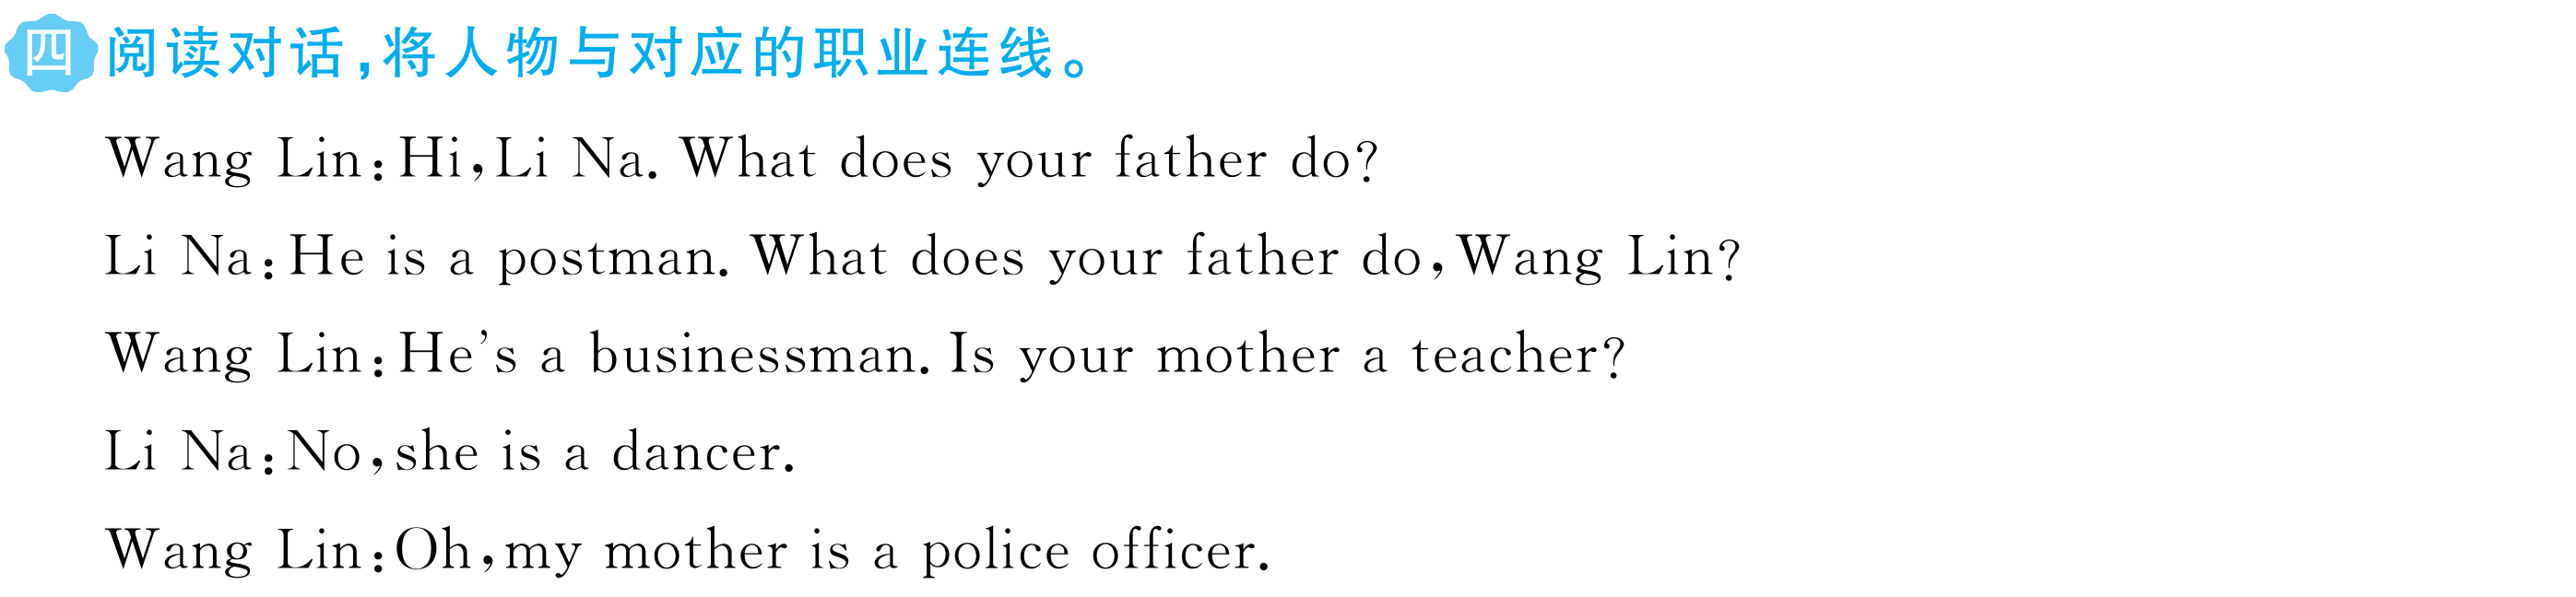 四 阅读对话,将人物与对应的职业连线。
Wang Lin:Hi,Li Na. What does your father do?
Li Na:He is a postman. What does your father do,Wang Lin?
Wang Lin:He's a businessman. Is your mother a teacher?
Li Na:No,she is a dancer.
Wang Lin:Oh,my mother is a police officer.